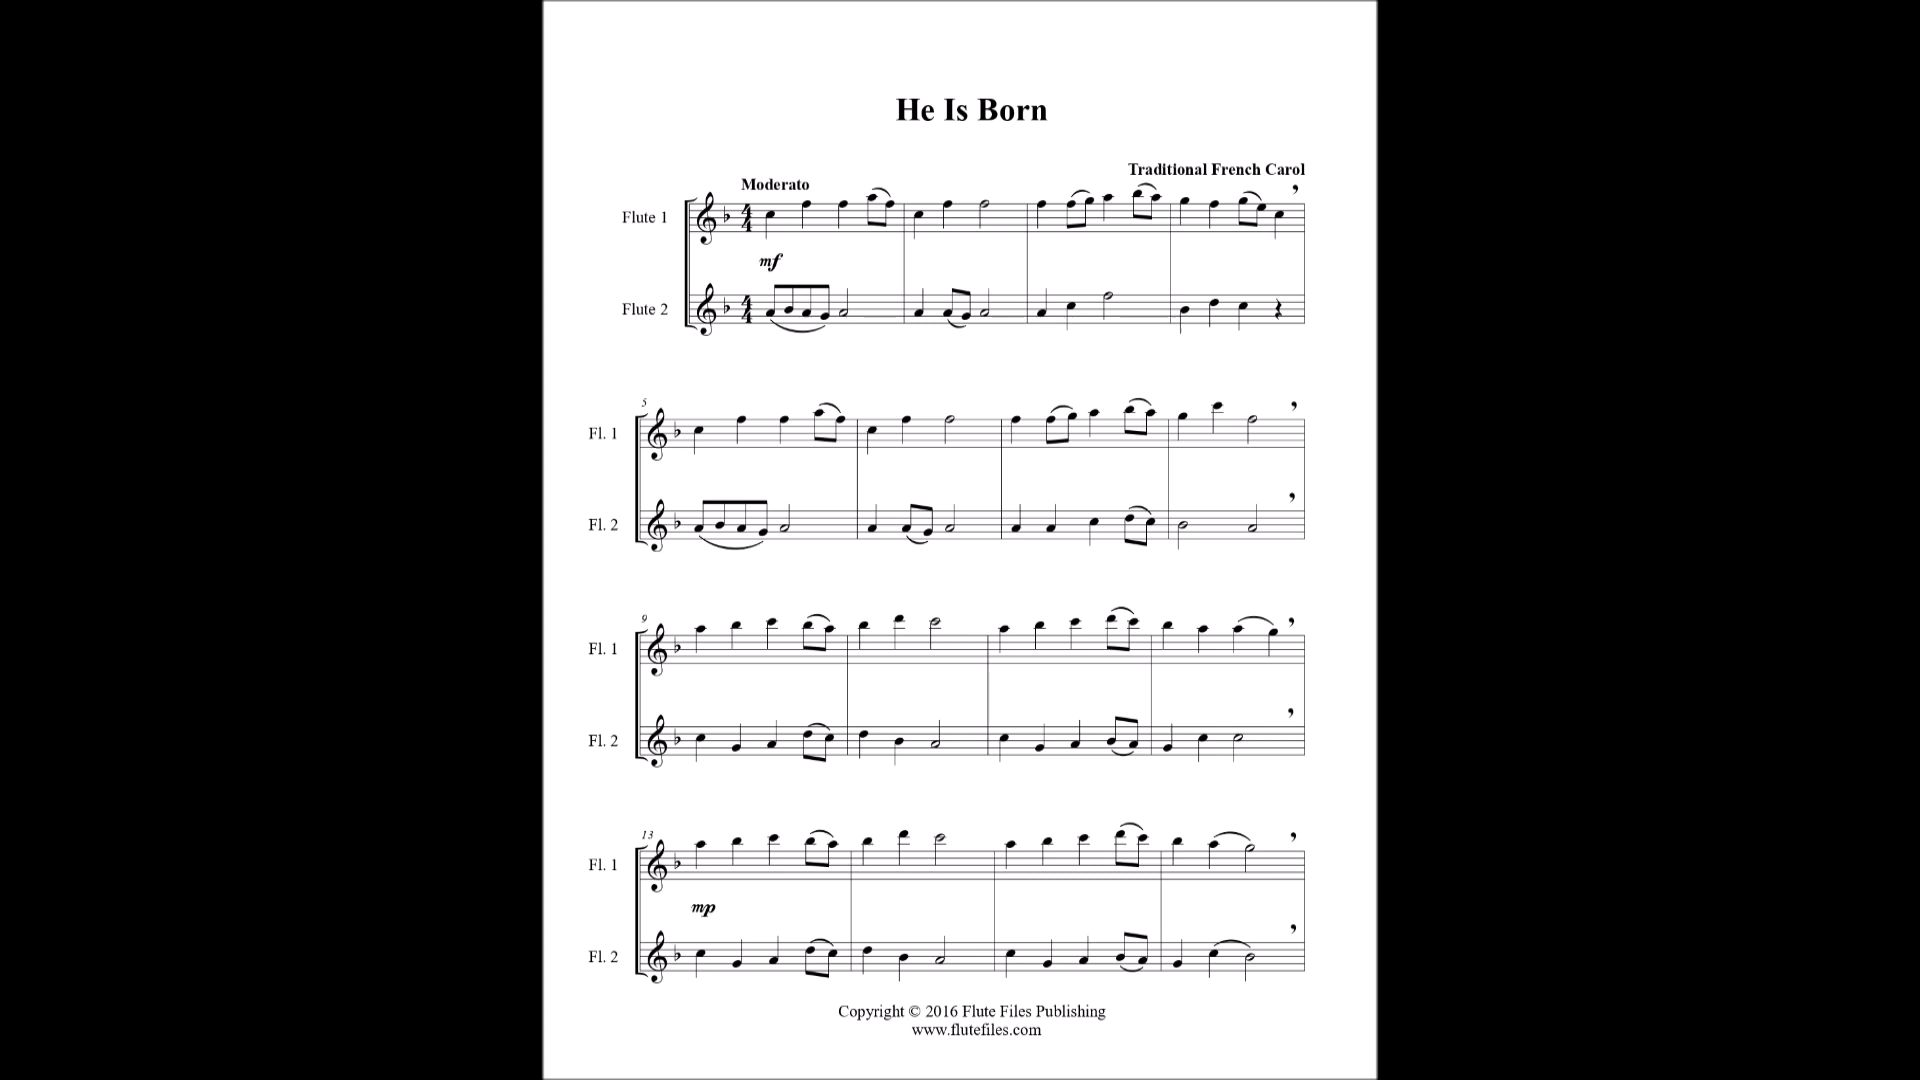 He Is Born
Traditional French Carol
Moderato
Flute 1
mf
Flute 2
5
Fl. 1
Fl. 2
9
Fl. 1
Fl. 2
13
Fl. 1
mp
Fl. 2
Copyright © 2016 Flute Files Publishing
www.flutefiles.com